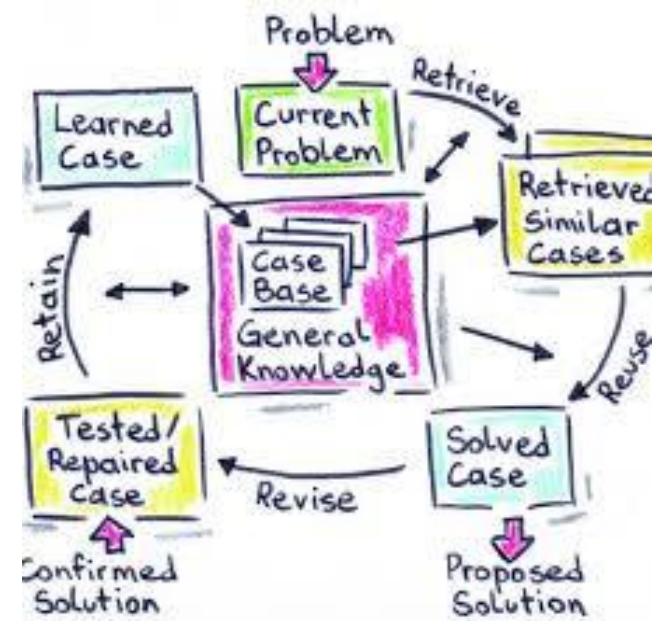 Problem
Retrieve
Learned
Case
Current
Problem
Retrieved
Similar
Cases
Case
Base
General
Knowledge
Retain
Reuse
Tested/
Repaired
Case
Solved
Case
Revise
Confirmed
Solution
Proposed
Solution